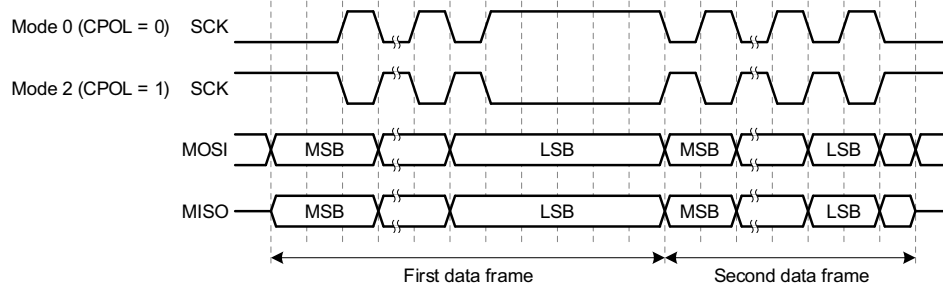 Mode 0 (CPOL = 0) SCK
Mode 2 (CPOL = 1) SCK
MOSI MSB LSB MSB LSB
MISO MSB LSB MSB LSB
First data frame Second data frame